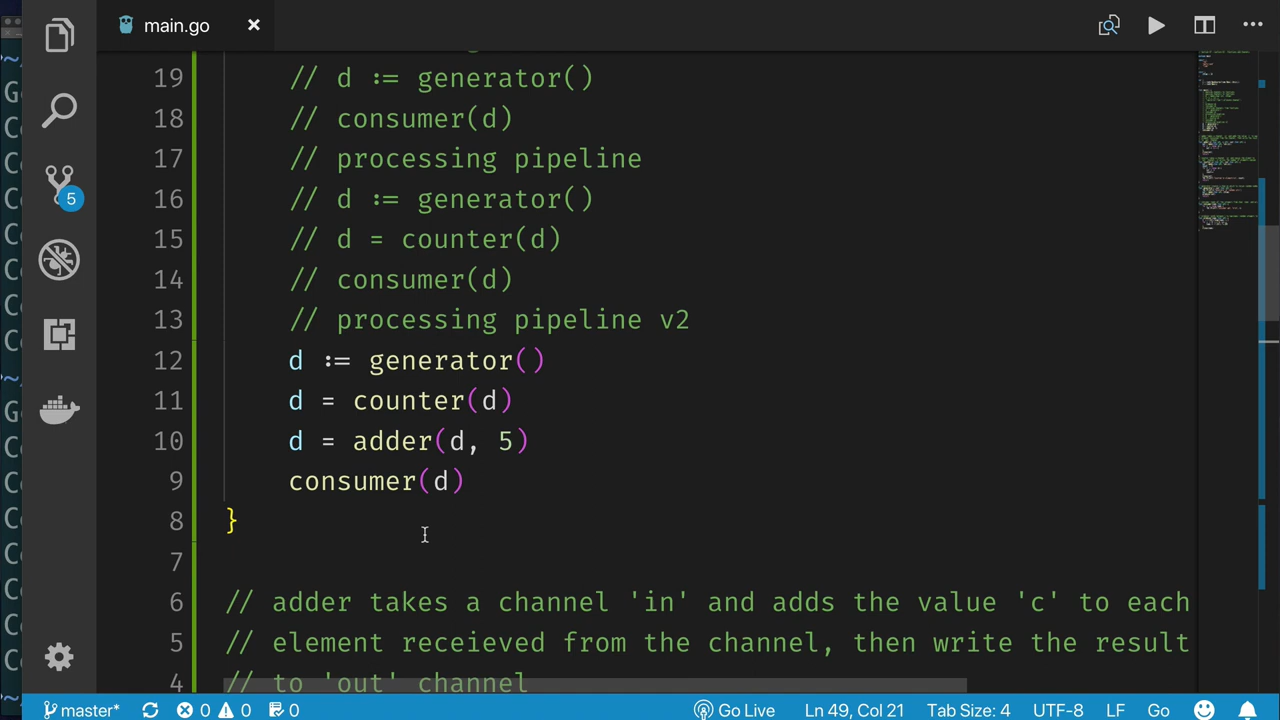 main.go
19 // d := generator()
18 // consumer(d)
17 // processing pipeline
16 // d := generator()
15 // d = counter(d)
14 // consumer(d)
13 // processing pipeline v2
12 d := generator()
11 d = counter(d)
10 d = adder(d, 5)
9 consumer(d)
8 }
7
6 // adder takes a channel 'in' and adds the value 'c' to each
5 // element receieved from the channel, then write the result
4 // to 'out' channel
5
master* 0 0 0 Go Live Ln 49, Col 21 Tab Size: 4 UTF-8 LF Go